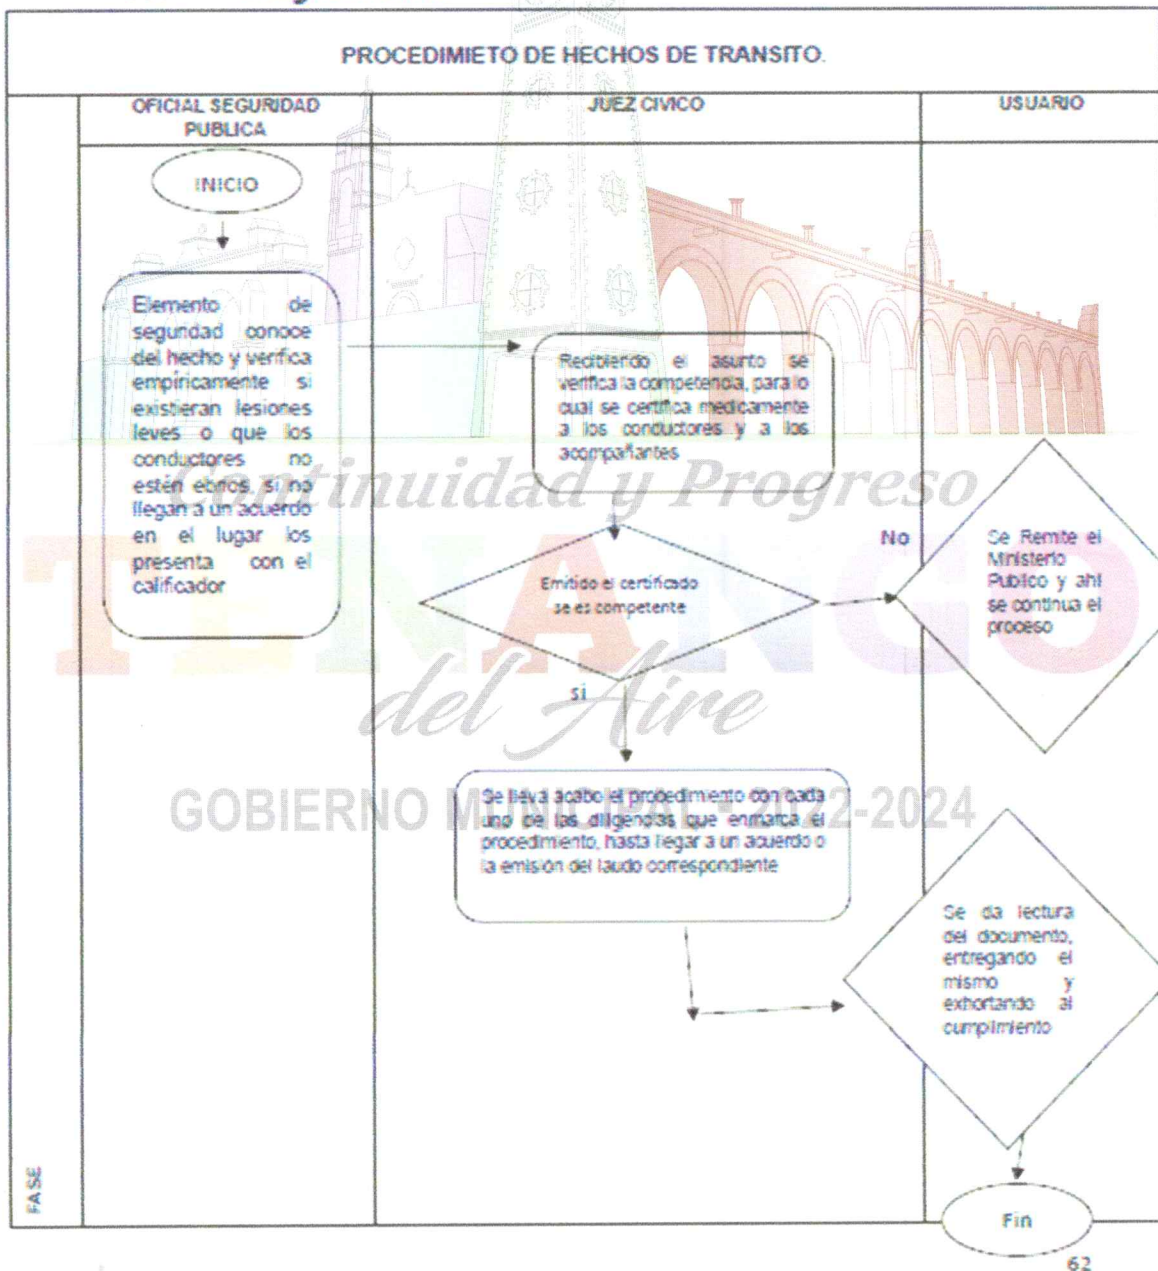 PROCEDIMIETO DE HECHOS DE TRANSITO.
OFICIAL SEGURIDAD
PUBLICA
JUEZ CIVICO
USUARIO
INICIO
Elemento de
seguridad conoce
del hecho y verifica
empíricamente si
existieran lesiones
leves o que los
conductores no
estén ebrios, si no
llegan a un acuerdo
en el lugar los
presenta con el
calificador
Recibiendo el asunto se
verifica la competencia, para lo
cual se certifica medicamente
a los conductores y a los
acompañantes
Emitido el certificado
se es competente
No
Se Remite el
Ministerio
Publico y ahí
se continua el
proceso
si
Se lleva acabo el procedimiento con cada
uno de las diligencias que enmarca el
procedimiento, hasta llegar a un acuerdo o
la emisión del laudo correspondiente
Se da lectura
del documento,
entregando el
mismo y
exhortando al
cumplimiento
Fin
FASE
Continuidad y Progreso
TENANGO
del Aire
GOBIERNO MUNICIPAL • 2022-2024
62